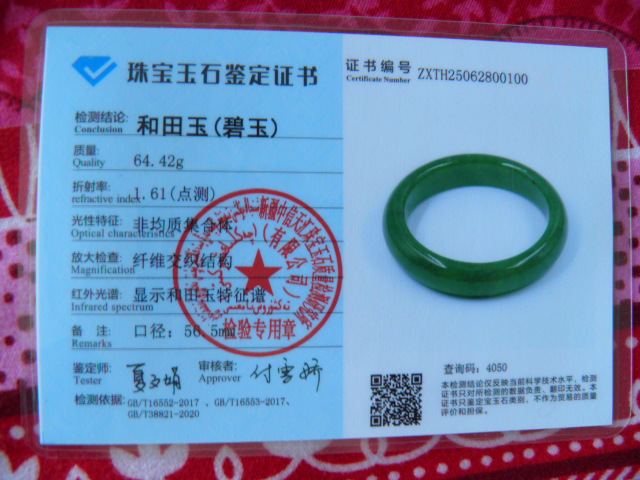 珠宝玉石鉴定证书
检测结论: 和田玉(碧玉)
Conclusion
质量: 64.42g
Quality
折射率: 1.61(点测)
refractive index
光性特征: 非均质集合体
Optical characteristics
放大检查: 纤维交织结构
Magnification
红外光谱: 显示和田玉特征谱
Infrared spectrum
备 注: 口径: 56.5mm
Remarks
鉴定师:
Tester
审核者:
Approver
检测依据: GB/T16552-2017 、GB/T16553-2017、
GB/T38821-2020
检验专用章
证书编号 ZXTH25062800100
Certificate Number
查询码: 4050
本检测结论仅反映当前科学技术水平, 检测
证书只对所检测的数据负责、翻印无效。本
证书只鉴定宝玉石类别, 不作为贸易的质量
评价和担保。